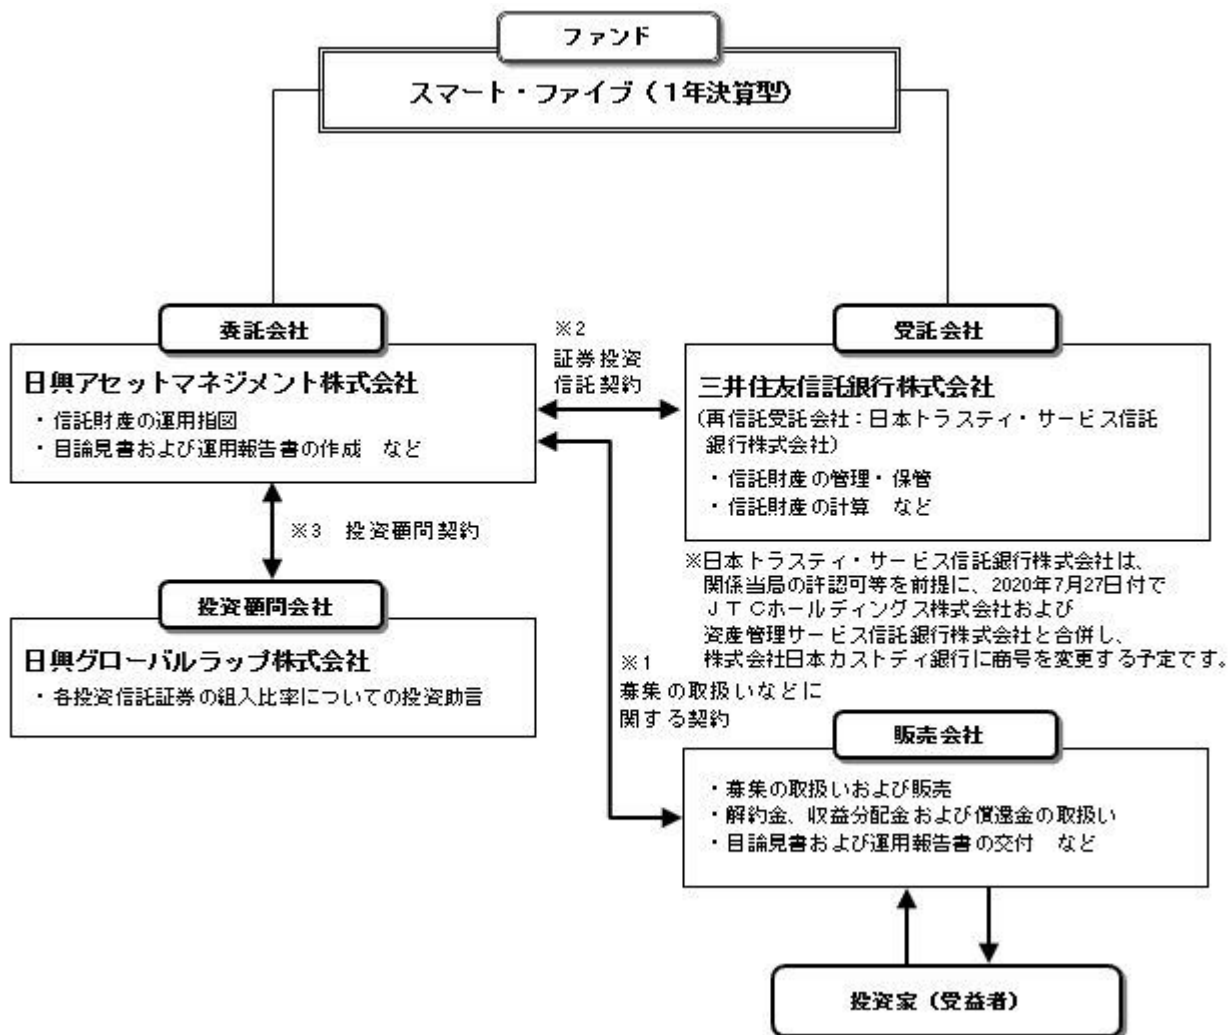 ファンド
スマート・ファイブ（１年決算型）
委託会社
日興アセットマネジメント株式会社
・信託財産の運用指図
・目論見書および運用報告書の作成　など
※2
証券投資
信託契約
受託会社
三井住友信託銀行株式会社
（再信託受託会社：日本トラスティ・サービス信託
銀行株式会社）
・信託財産の管理・保管
・信託財産の計算　など
※日本トラスティ・サービス信託銀行株式会社は、
関係当局の許認可等を前提に、2020年7月27日付で
ＪＴＣホールディングス株式会社および
資産管理サービス信託銀行株式会社と合併し、
株式会社日本カストディ銀行に商号を変更する予定です。
※3　投資顧問契約
投資顧問会社
日興グローバルラップ株式会社
・各投資信託証券の組入比率についての投資助言
※1
募集の取扱いなどに
関する契約
販売会社
・募集の取扱いおよび販売
・解約金、収益分配金および償還金の取扱い
・目論見書および運用報告書の交付　など
投資家（受益者）